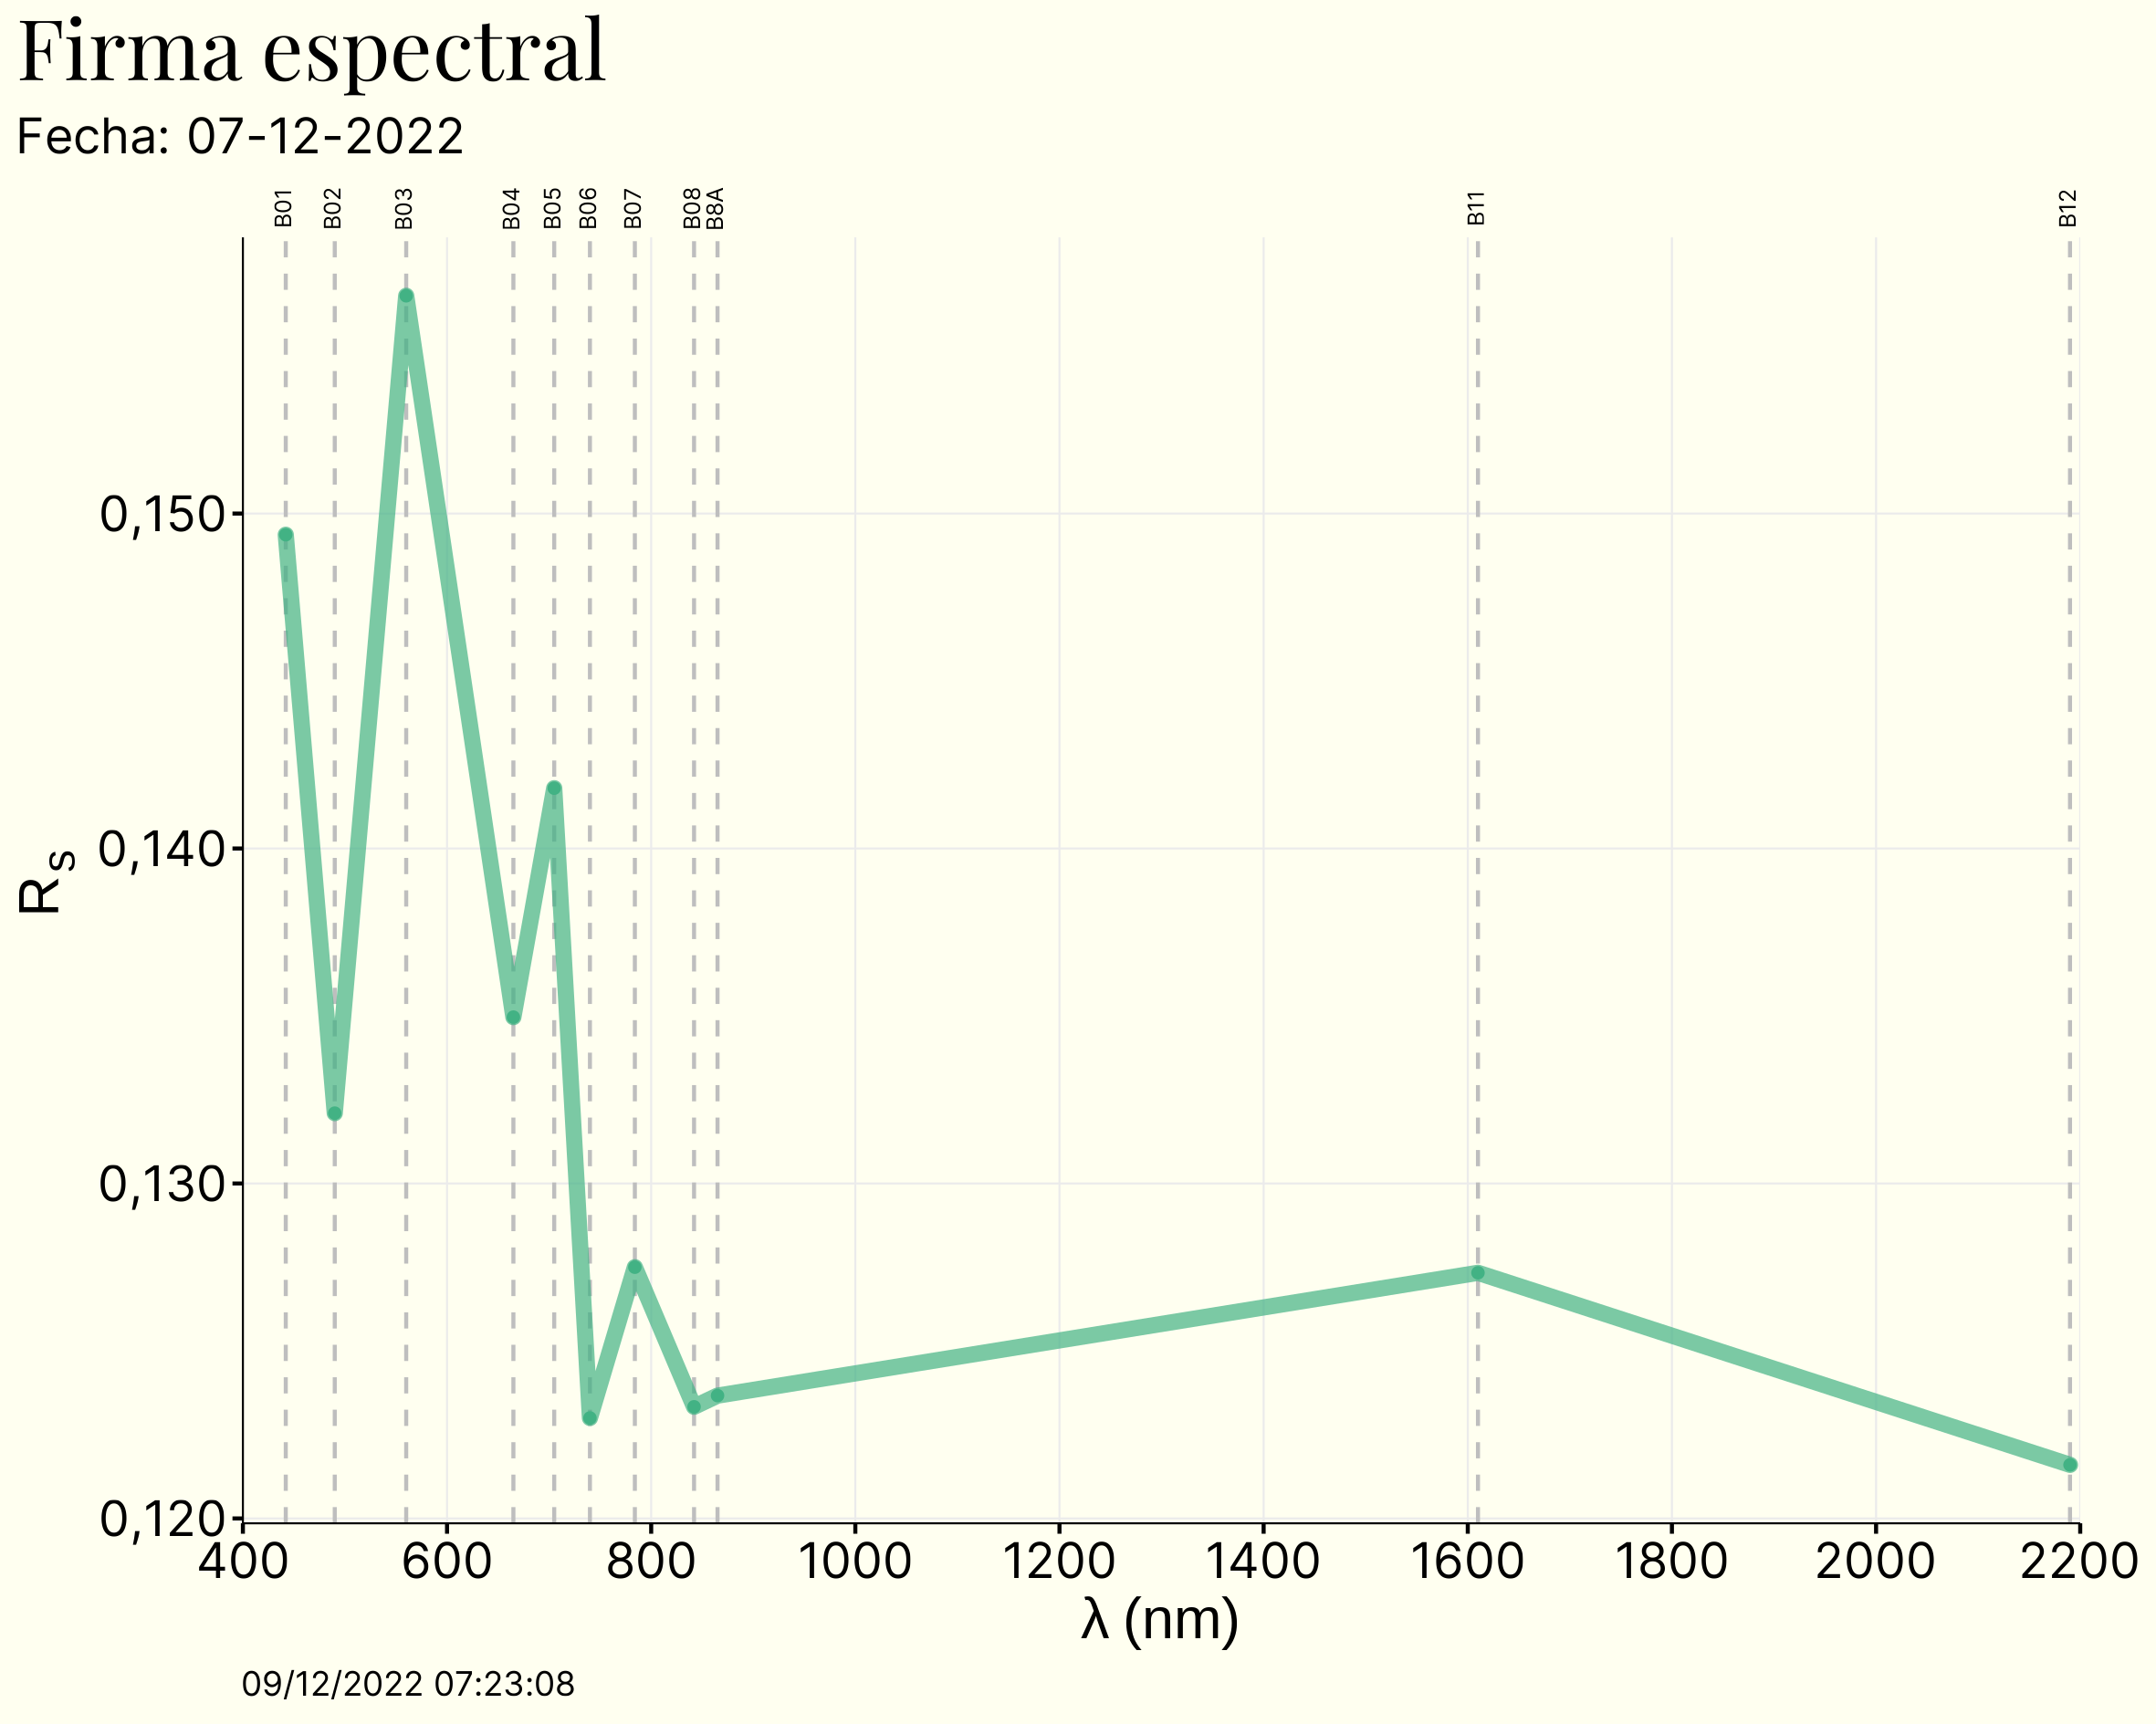 Firma espectral
Fecha: 07-12-2022
B01 B02 B03 B04 B05 B06 B07 B08 B8A B11 B12
0,150
0,140
0,130
0,120
Rs
400 600 800 1000 1200 1400 1600 1800 2000 2200
λ (nm)
09/12/2022 07:23:08